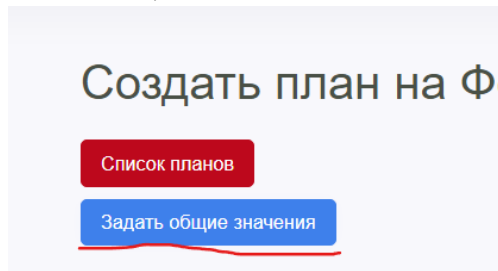 Создать план на Ф
Список планов
Задать общие значения